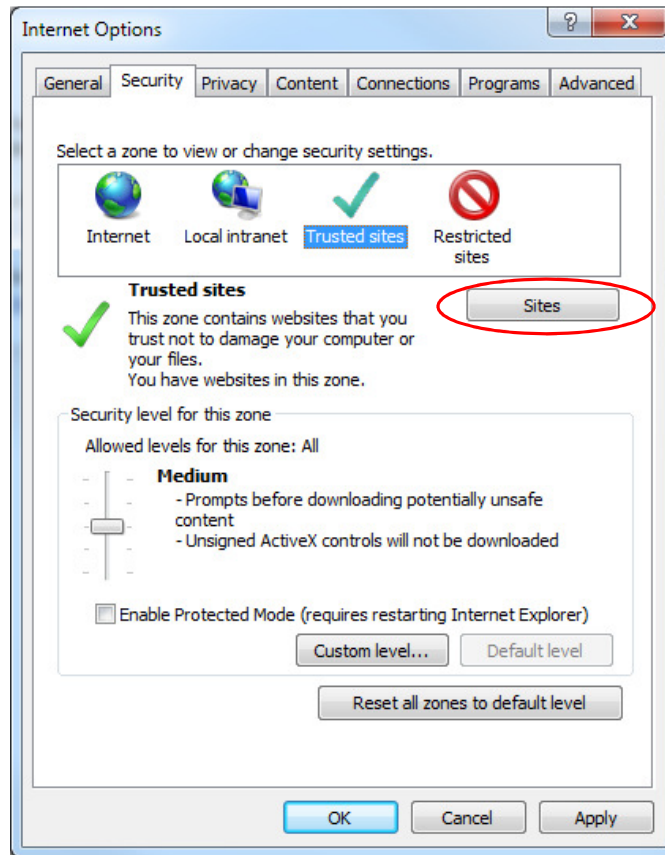 Internet Options
General Security Privacy Content Connections Programs Advanced
Select a zone to view or change security settings.
Internet Local intranet Trusted sites Restricted
sites
Trusted sites
Sites
This zone contains websites that you
trust not to damage your computer or
your files.
You have websites in this zone.
Security level for this zone
Allowed levels for this zone: All
Medium
- Prompts before downloading potentially unsafe
content
- Unsigned ActiveX controls will not be downloaded
Enable Protected Mode (requires restarting Internet Explorer)
Custom level... Default level
Reset all zones to default level
OK Cancel Apply